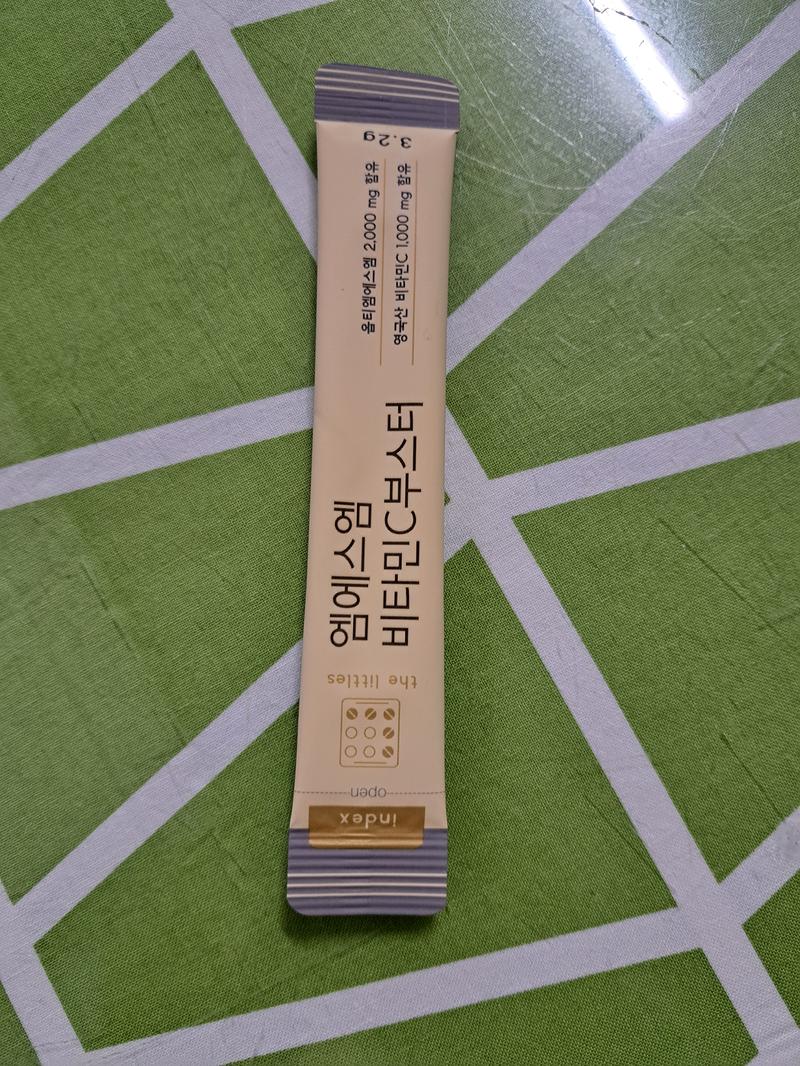 index
open
the littles
엠에스엠
비타민C부스터
옵티엠에스엠 2,000 mg 함유
영국산 비타민C 1,000 mg 함유
3.2g